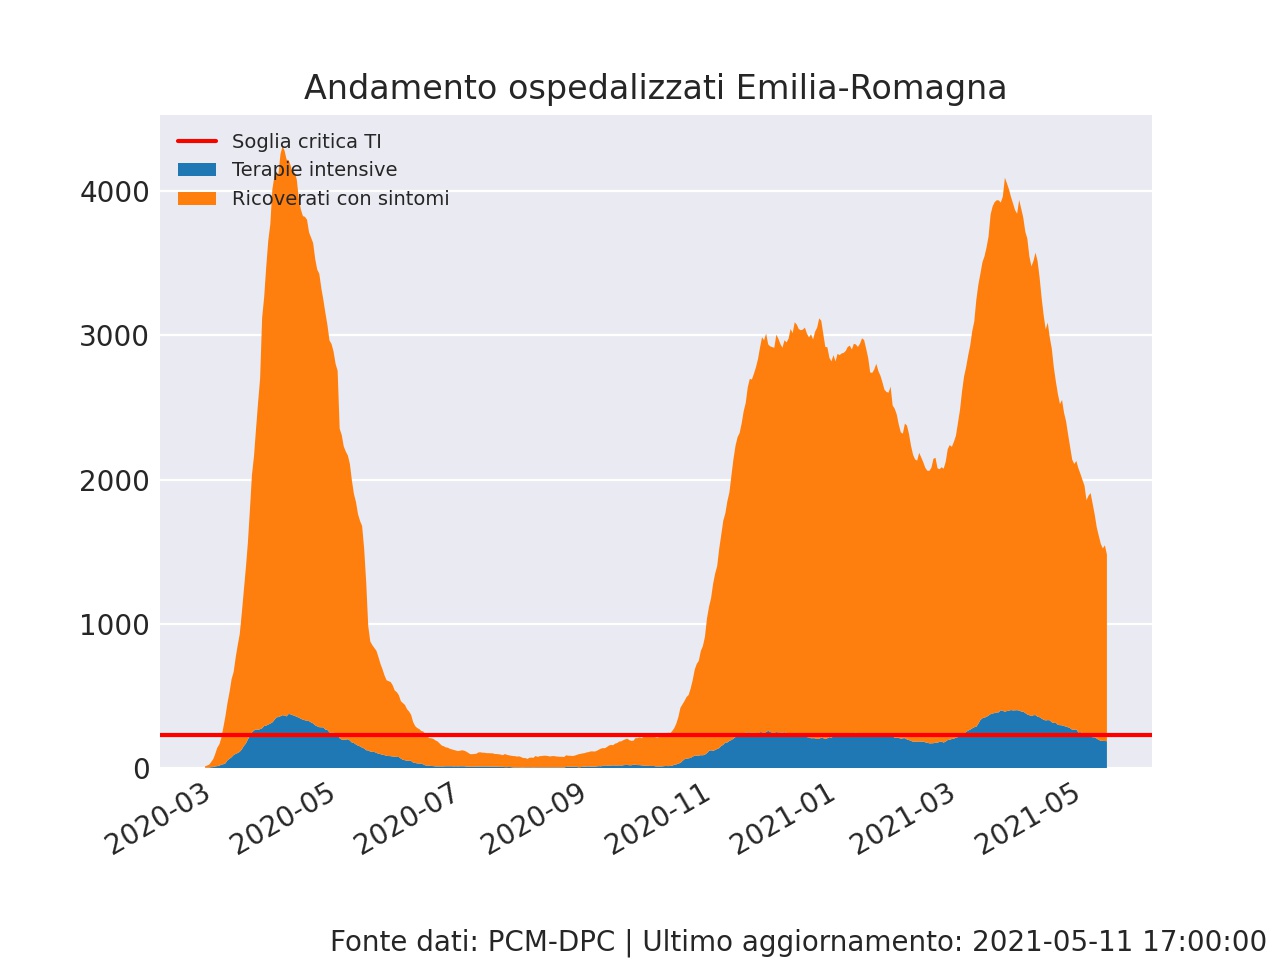 Andamento ospedalizzati Emilia-Romagna
Soglia critica TI
Terapie intensive
Ricoverati con sintomi
4000
3000
2000
1000
0
2020-03
2020-05
2020-07
2020-09
2020-11
2021-01
2021-03
2021-05
Fonte dati: PCM-DPC | Ultimo aggiornamento: 2021-05-11 17:00:00